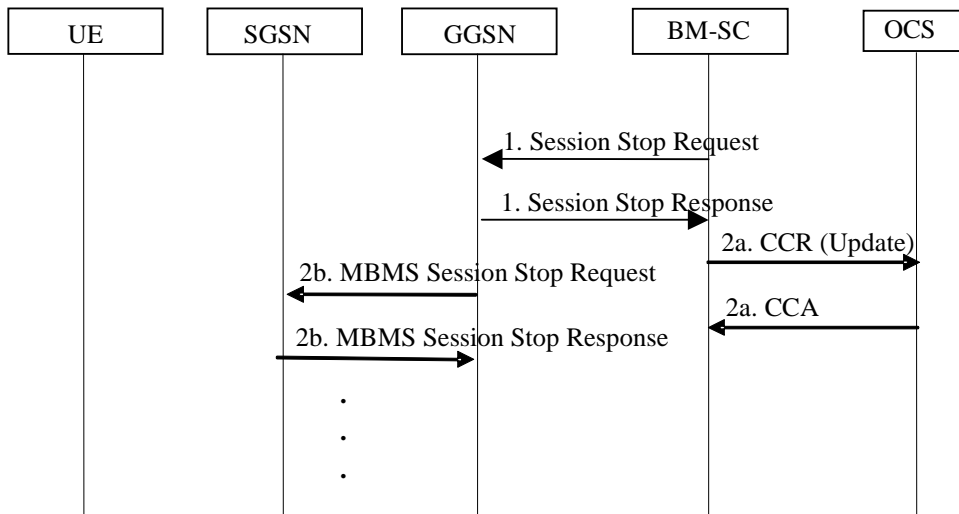 UE
SGSN
GGSN
BM-SC
OCS
1. Session Stop Request
1. Session Stop Response
2a. CCR (Update)
2b. MBMS Session Stop Request
2a. CCA
2b. MBMS Session Stop Response
.
.
.